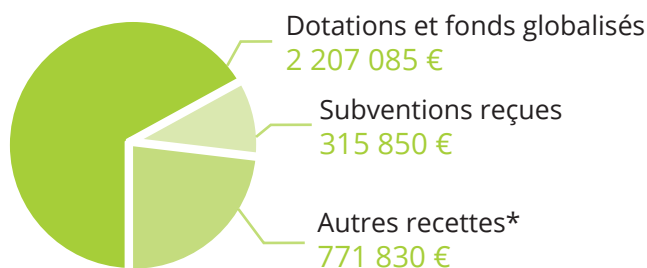 Dotations et fonds globalisés
2 207 085 €
Subventions reçues
315 850 €
Autres recettes*
771 830 €